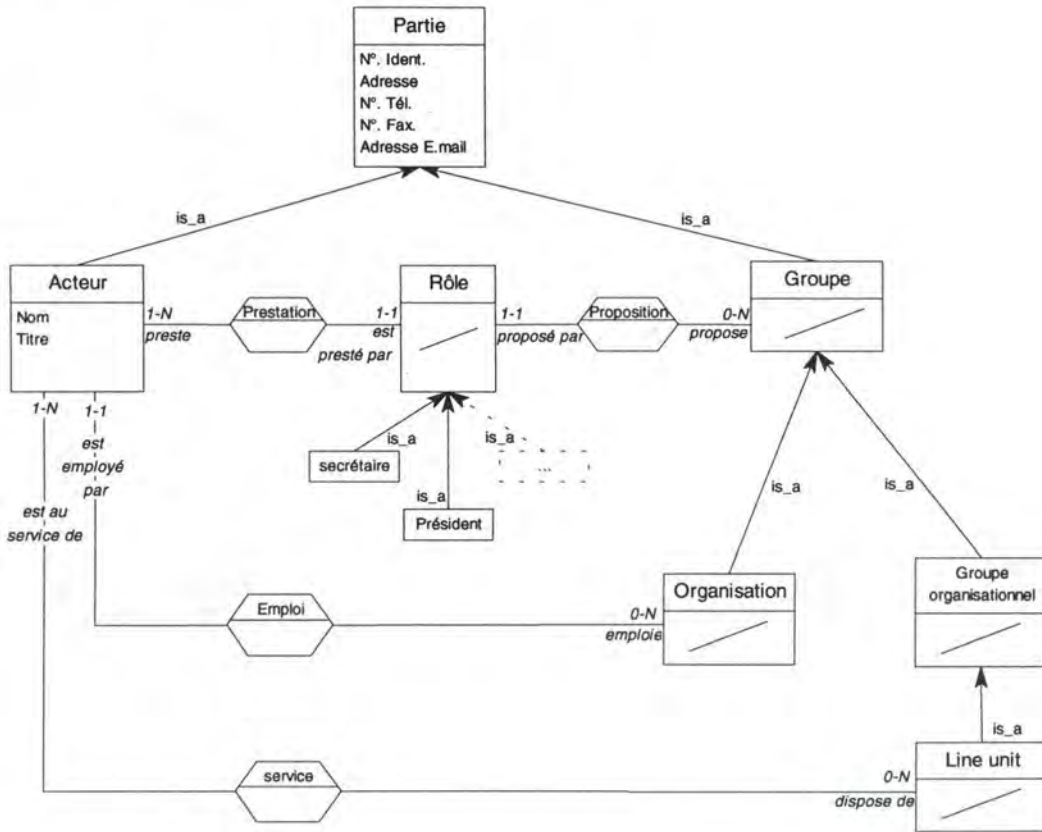 Partie
Nº. Ident.
Adresse
Nº. Tél.
Nº. Fax.
Adresse E.mail
is_a
is_a
Acteur
Nom
Titre
1-N
preste
Prestation
1-1
est
presté par
Rôle
1-1
proposé par
Proposition
0-N
propose
Groupe
1-N
1-1
est
employé
par
est au
service de
is_a
secrétaire
is_a
...
is_a
Président
is_a
is_a
Emploi
0-N
emploie
Organisation
Groupe
organisationnel
is_a
service
0-N
dispose de
Line unit